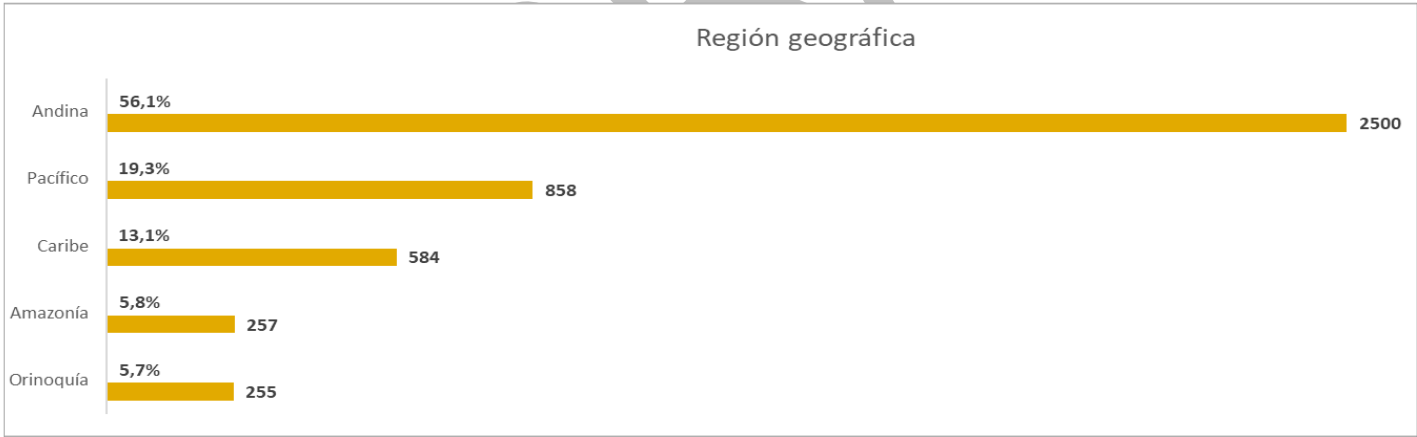 Región geográfica
56,1%
Andina
2500
19,3%
Pacífico
858
13,1%
Caribe
584
5,8%
Amazonía
257
5,7%
Orinoquía
255